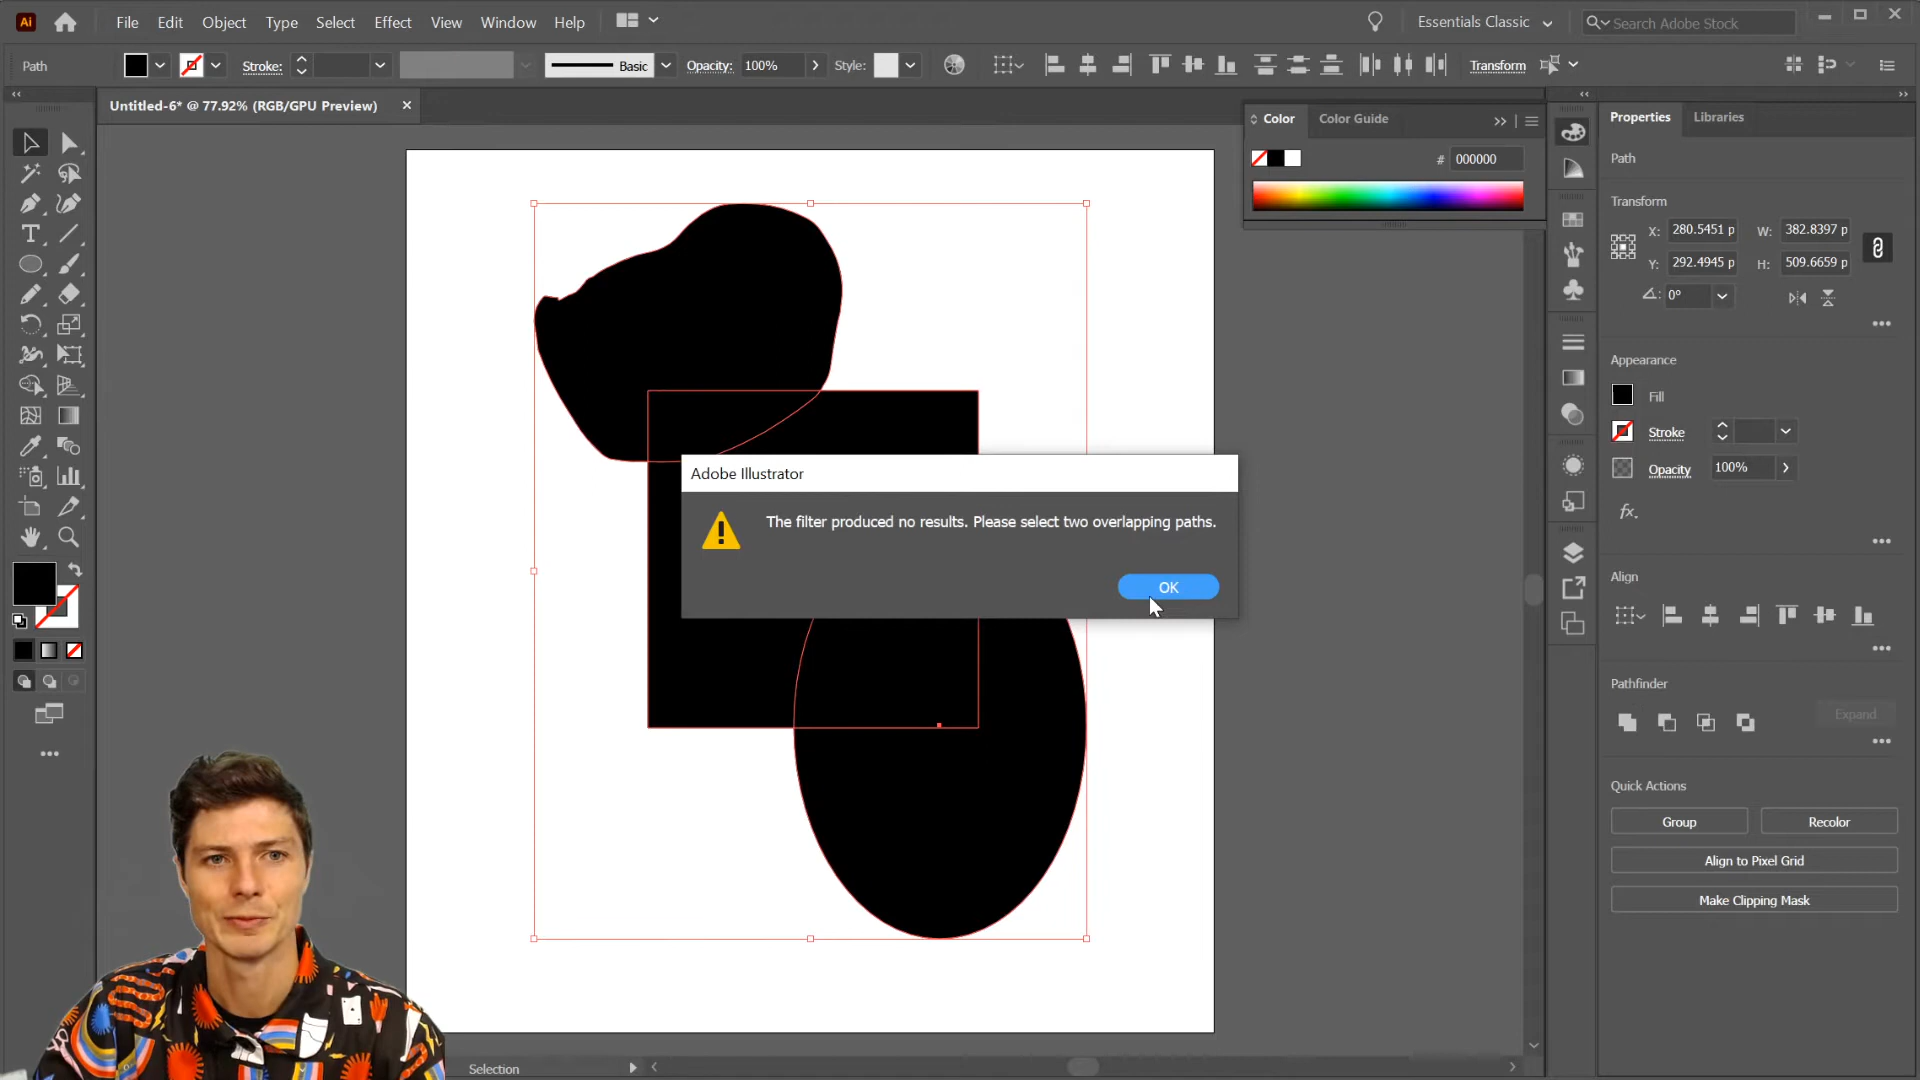 Ai File Edit Object Type Select Effect View Window Help Essentials Classic Search Adobe Stock
Path Stroke: Basic Opacity: 100% Style: Transform
Untitled-6* @ 77.92% (RGB/GPU Preview) ×
Color Color Guide
# 000000
Properties Libraries
Path
Transform
X: 280.5451 p W: 382.8397 p
Y: 292.4945 p H: 509.6659 p
0°
Appearance
Fill
Stroke
Opacity 100%
fx.
Align
Pathfinder
Expand
Quick Actions
Group Recolor
Align to Pixel Grid
Make Clipping Mask
Adobe Illustrator
The filter produced no results. Please select two overlapping paths.
OK
Selection